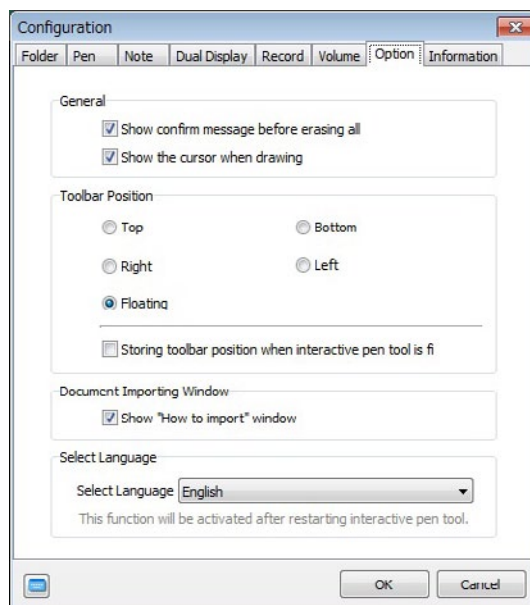 Configuration
Folder Pen Note Dual Display Record Volume Option Information
General
Show confirm message before erasing all
Show the cursor when drawing
Toolbar Position
Top Bottom
Right Left
Floating
Storing toolbar position when interactive pen tool is fi
Document Importing Window
Show "How to import" window
Select Language
Select Language English
This function will be activated after restarting interactive pen tool.
OK Cancel